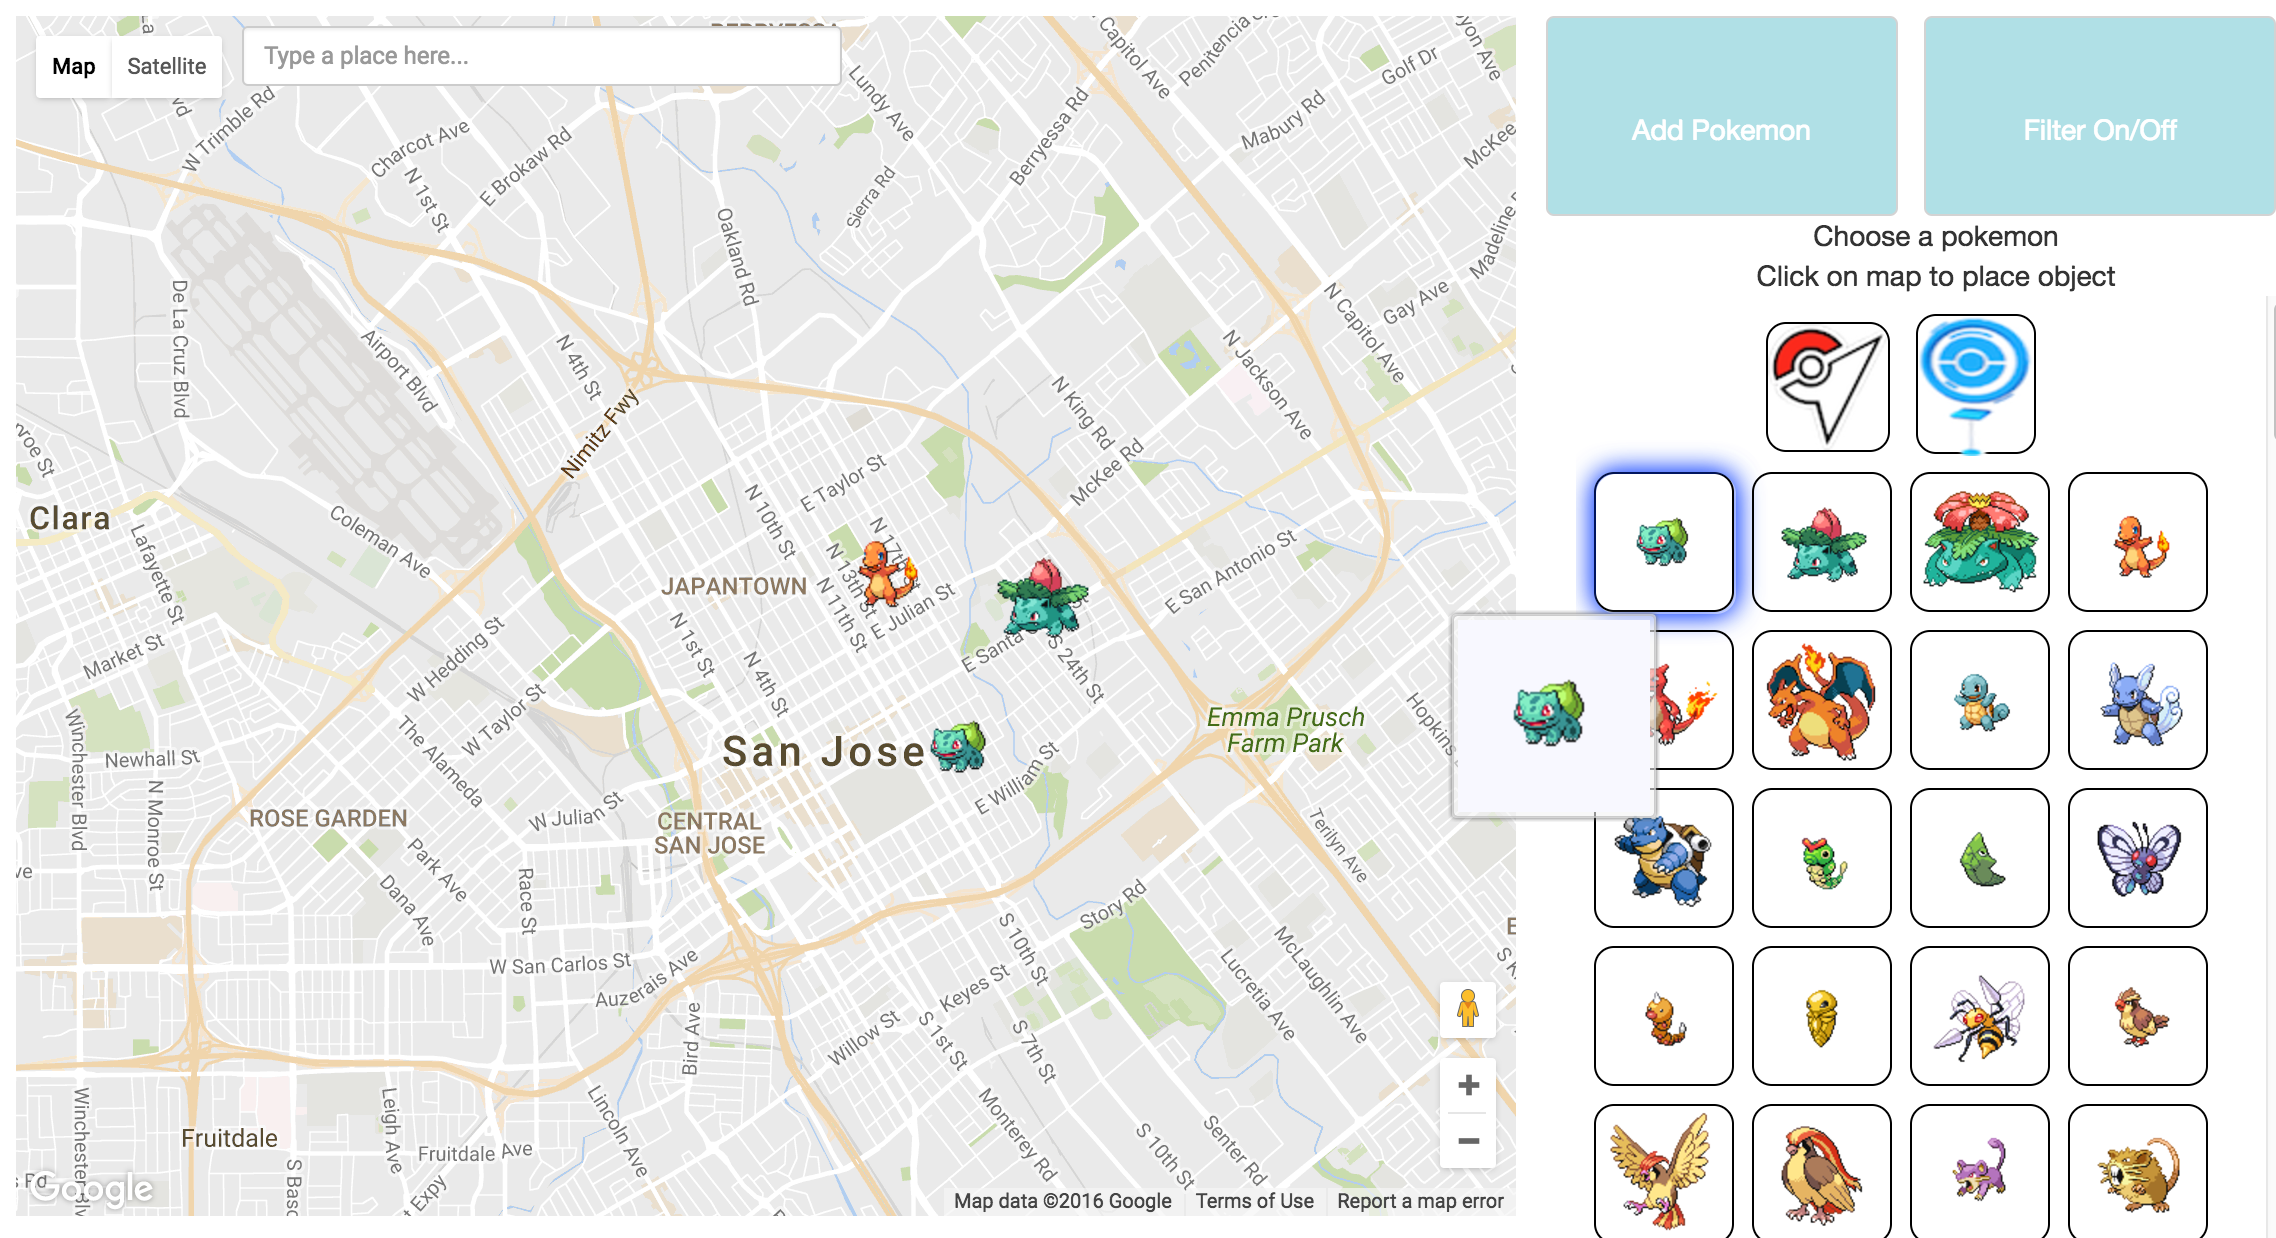 Map
Satellite
Type a place here...
Add Pokemon
Filter On/Off
Choose a pokemon
Click on map to place object
W Trimble Rd
Charcot Ave
N 1st St
E Brokaw Rd
Lundy Ave
N Capitol Ave
Penitencia
Golf Dr
Mabury Rd
McKee
Berryessa Rd
Sierra Rd
Oakland Rd
Madeline
De La Cruz Blvd
Airport Blvd
N 4th St
Nimitz Fwy
N Capitol Ave
Gay Ave
N Jackson Ave
N King Rd
McKee Rd
E Taylor St
N 10th St
N 17th
N 13th St
N 11th St
E Julian St
E Santa
S 24th St
E San Antonio St
Clara
Lafayette St
Coleman Ave
JAPANTOWN
N 1st St
N 4th St
Market St
W Hedding St
W Taylor St
The Alameda
Winchester Blvd
Newhall St
N Monroe St
San Jose
Emma Prusch
Farm Park
Hopkins
E William St
W Julian St
CENTRAL
SAN JOSE
ROSE GARDEN
Park Ave
Dana Ave
Race St
Terilyn Ave
Story Rd
S 10th St
McLaughlin Ave
Lucretia Ave
W San Carlos St
Auzerais Ave
Keyes St
Willow St
S 1st St
S 7th St
Bird Ave
Lincoln Ave
Monterey Rd
S 10th St
Senter Rd
Winchester Blv
Fruitdale
Leigh Ave
Fruitdale Ave
S Basc
t Expy
Google
Map data ©2016 Google
Terms of Use
Report a map error